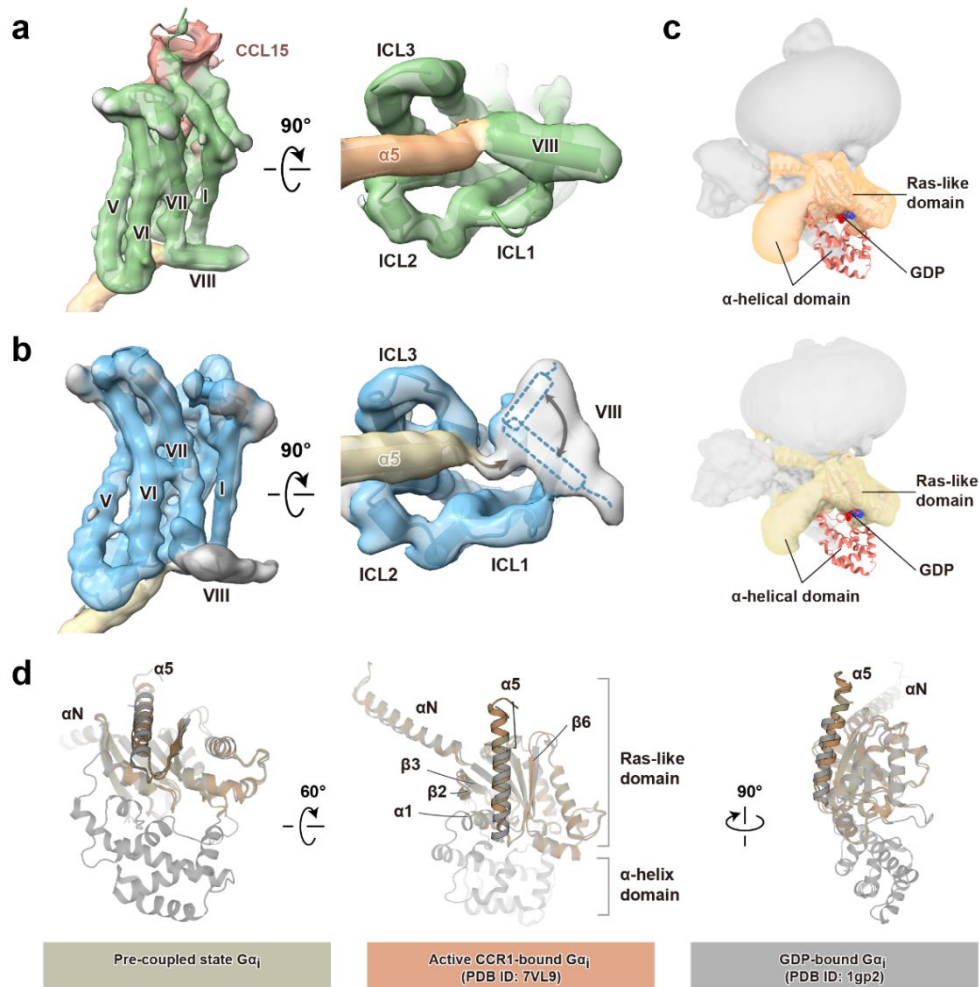 a
CCL15
V
VI
VII
I
VIII
90°
ICL3
α5
VIII
ICL2
ICL1
c
Ras-like
domain
GDP
α-helical domain
b
V
VI
VII
I
VIII
90°
ICL3
α5
VIII
ICL2
ICL1
Ras-like
domain
GDP
α-helical domain
d
α5
αN
60°
α5
αN
β6
β3
β2
α1
Ras-like
domain
α-helix
domain
90°
α5
αN
Pre-coupled state Gαi
Active CCR1-bound Gαi
(PDB ID: 7VL9)
GDP-bound Gαi
(PDB ID: 1gp2)